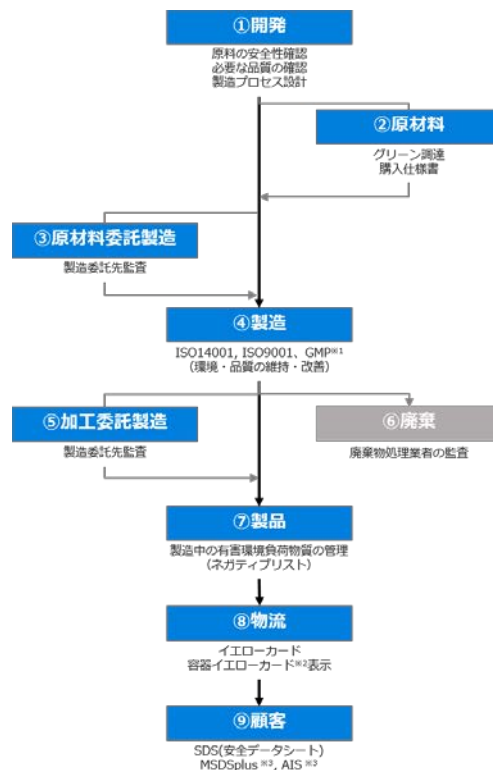 ①開発
原料の安全性確認
必要な品質の確認
製造プロセス設計
②原材料
グリーン調達
購入仕様書
③原材料委託製造
製造委託先監査
④製造
ISO14001, ISO9001、GMP※1
（環境・品質の維持・改善）
⑤加工委託製造
製造委託先監査
⑥廃棄
廃棄物処理業者の監査
⑦製品
製造中の有害環境負荷物質の管理
（ネガティブリスト）
⑧物流
イエローカード
容器イエローカード※2表示
⑨顧客
SDS(安全データシート)
MSDSplus ※3, AIS ※3